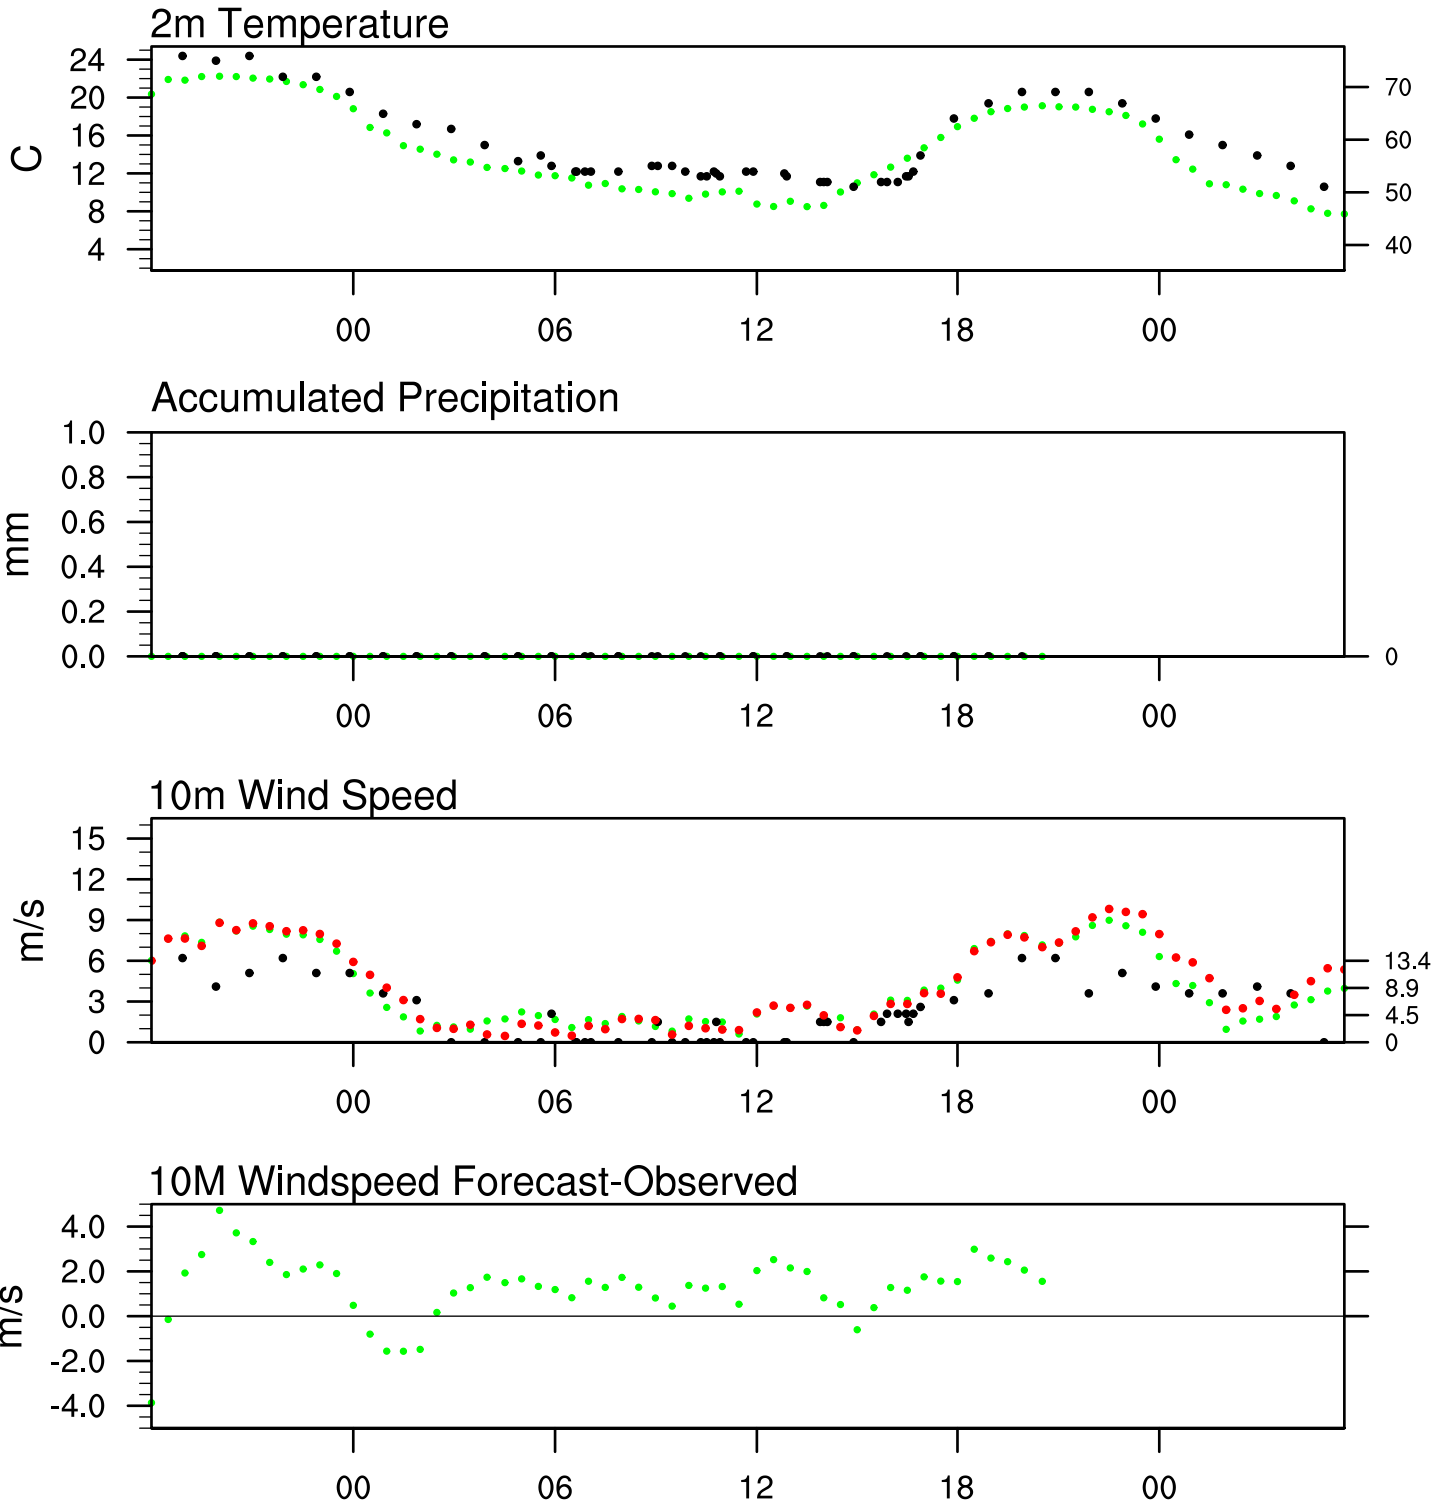 2m Temperature
24
20
16
12
8
4
C
70
60
50
40
00 06 12 18 00
Accumulated Precipitation
1.0
0.8
0.6
0.4
0.2
0.0
mm
0
00 06 12 18 00
10m Wind Speed
15
12
9
6
3
0
m/s
13.4
8.9
4.5
0
00 06 12 18 00
10M Windspeed Forecast-Observed
4.0
2.0
0.0
-2.0
-4.0
m/s
00 06 12 18 00